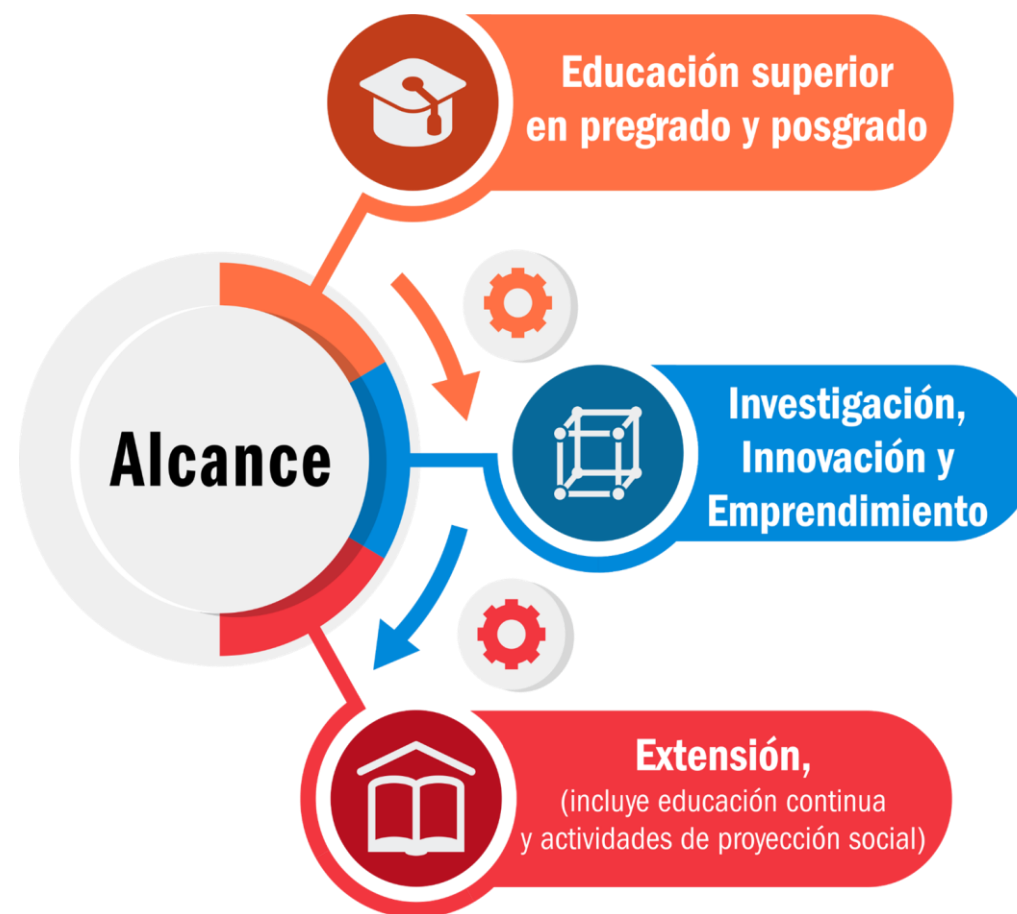 Educación superior
en pregrado y posgrado
Alcance
Investigación,
Innovación y
Emprendimiento
Extensión,
(incluye educación continua
y actividades de proyección social)